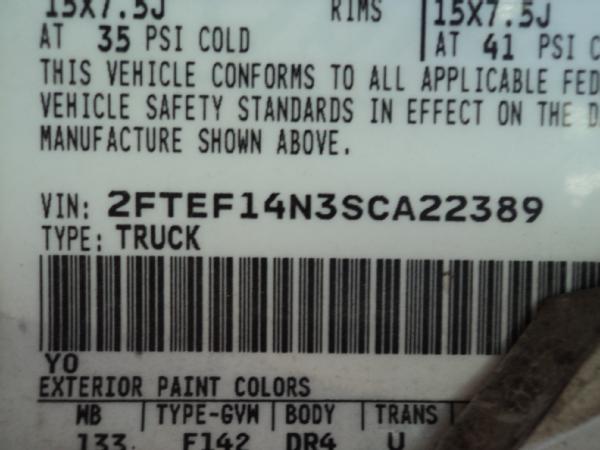 15X7.5J RIMS 15X7.5J
AT 35 PSI COLD AT 41 PSI C
THIS VEHICLE CONFORMS TO ALL APPLICABLE FED
VEHICLE SAFETY STANDARDS IN EFFECT ON THE D
MANUFACTURE SHOWN ABOVE.
VIN: 2FTEF14N3SCA22389
TYPE: TRUCK
YO
EXTERIOR PAINT COLORS
WB TYPE-GVW BODY TRANS
133. F142 DR4 U